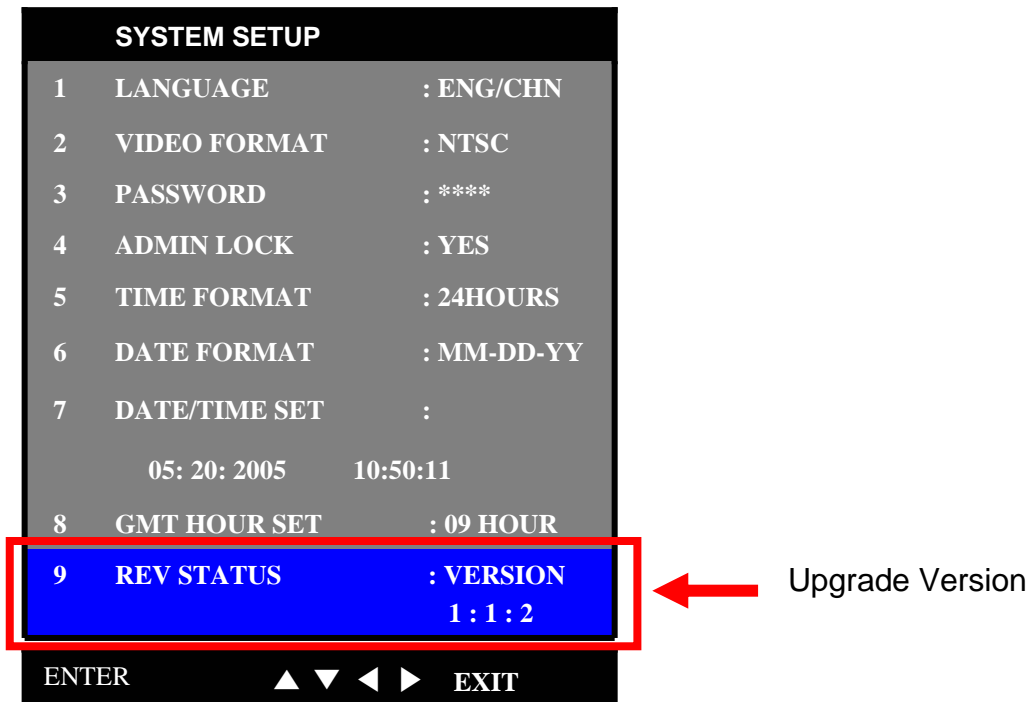 SYSTEM SETUP
1 LANGUAGE : ENG/CHN
2 VIDEO FORMAT : NTSC
3 PASSWORD : ****
4 ADMIN LOCK : YES
5 TIME FORMAT : 24HOURS
6 DATE FORMAT : MM-DD-YY
7 DATE/TIME SET :
05: 20: 2005 10:50:11
8 GMT HOUR SET : 09 HOUR
9 REV STATUS : VERSION
1 : 1 : 2
Upgrade Version
ENTER ▲ ▼ ◀ ▶ EXIT